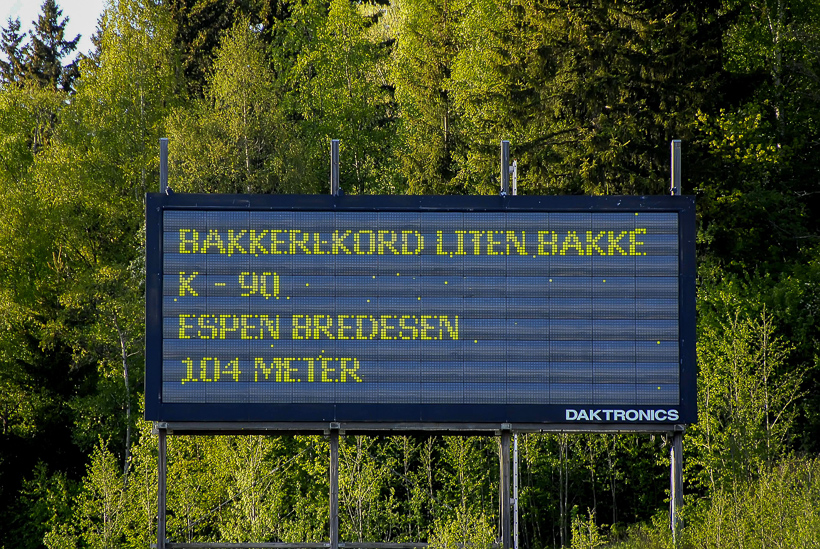 BAKKEREKORD LITEN BAKKE
K - 90
ESPEN BREDESEN
104 METER
DAKTRONICS